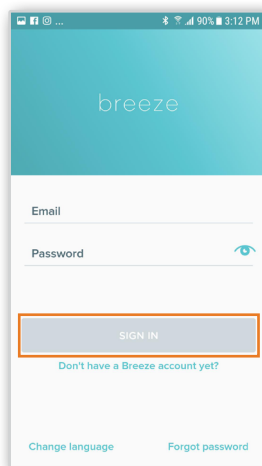 ... 90% 3:12 PM
breeze
Email
Password
SIGN IN
Don't have a Breeze account yet?
Change language Forgot password